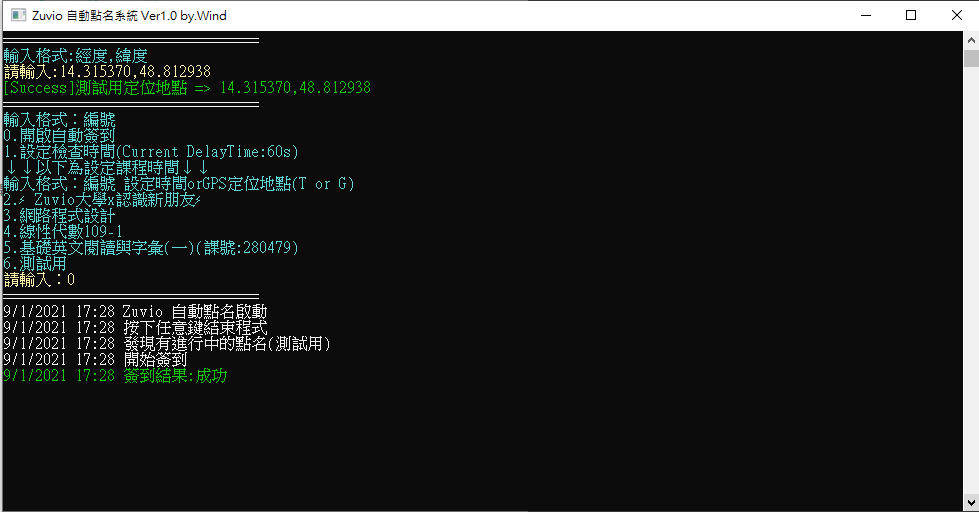 Zuvio 自動點名系統 Ver1.0 by.Wind
================================
輸入格式:經度,緯度
請輸入:14.315370,48.812938
[Success]測試用定位地點 => 14.315370,48.812938
================================
輸入格式：編號
0.開啟自動簽到
1.設定檢查時間(Current DelayTime:60s)
↓↓以下為設定課程時間↓↓
輸入格式：編號 設定時間orGPS定位地點(T or G)
2.⚡ Zuvio大學x認識新朋友⚡
3.網路程式設計
4.線性代數109-1
5.基礎英文閱讀與字彙(一)(課號:280479)
6.測試用
請輸入：0
================================
9/1/2021 17:28 Zuvio 自動點名啟動
9/1/2021 17:28 按下任意鍵結束程式
9/1/2021 17:28 發現有進行中的點名(測試用)
9/1/2021 17:28 開始簽到
9/1/2021 17:28 簽到結果:成功